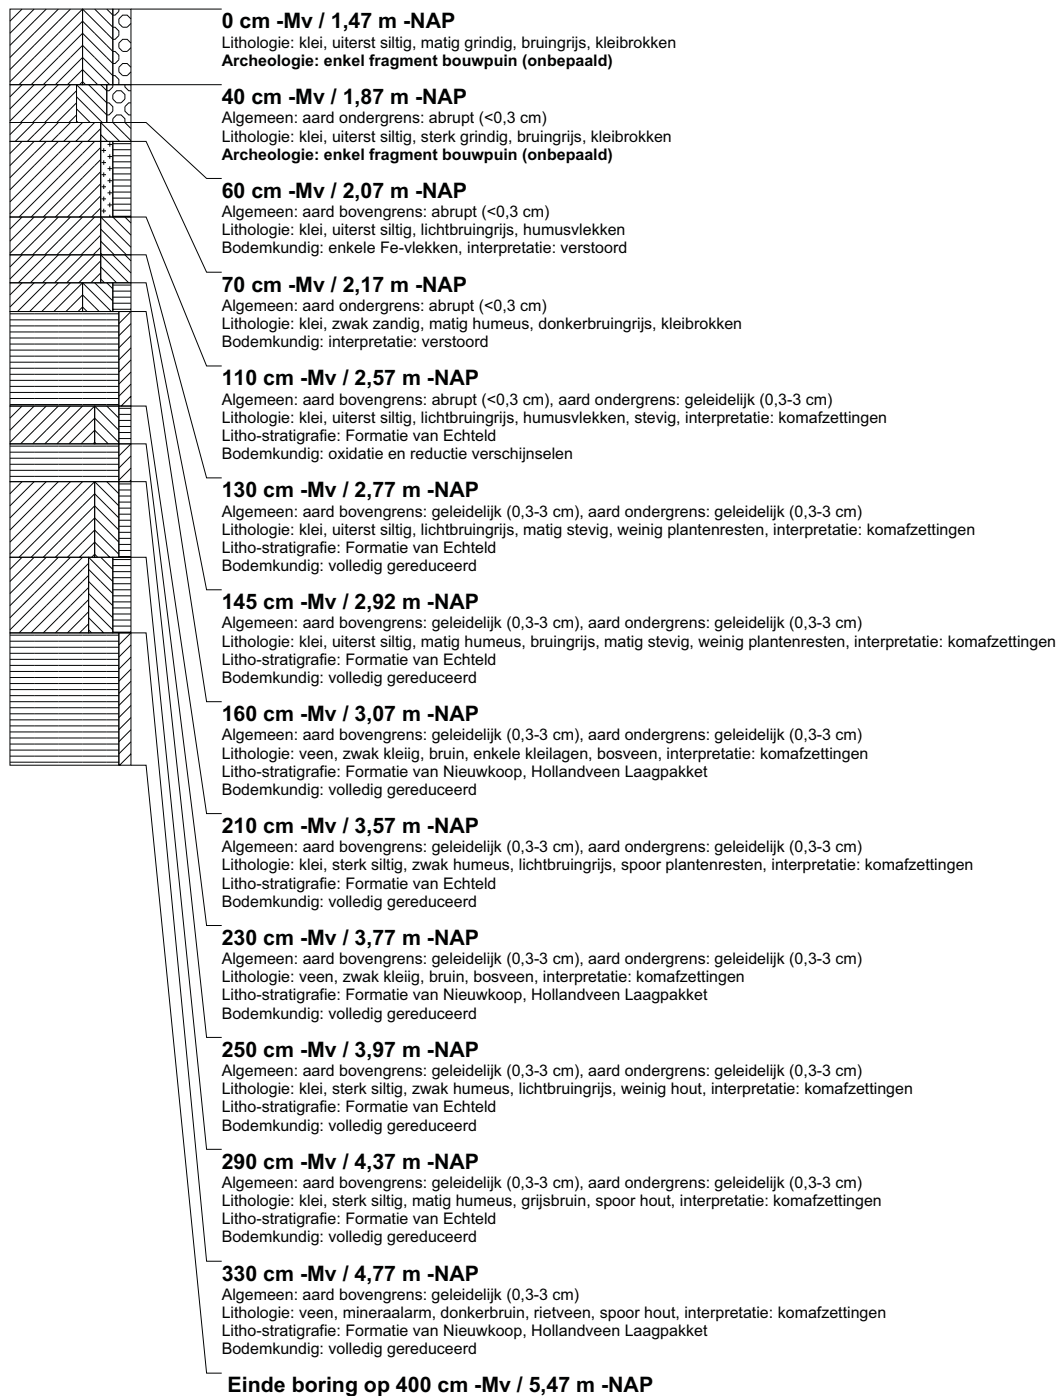 0 cm -Mv / 1,47 m -NAP
Lithologie: klei, uiterst siltig, matig grindig, bruingrijs, kleibrokken
Archeologie: enkel fragment bouwpuin (onbepaald)
40 cm -Mv / 1,87 m -NAP
Algemeen: aard ondergrens: abrupt (<0,3 cm)
Lithologie: klei, uiterst siltig, sterk grindig, bruingrijs, kleibrokken
Archeologie: enkel fragment bouwpuin (onbepaald)
60 cm -Mv / 2,07 m -NAP
Algemeen: aard bovengrens: abrupt (<0,3 cm)
Lithologie: klei, uiterst siltig, lichtbruingrijs, humusvlekken
Bodemkundig: enkele Fe-vlekken, interpretatie: verstoord
70 cm -Mv / 2,17 m -NAP
Algemeen: aard ondergrens: abrupt (<0,3 cm)
Lithologie: klei, zwak zandig, matig humeus, donkerbruingrijs, kleibrokken
Bodemkundig: interpretatie: verstoord
110 cm -Mv / 2,57 m -NAP
Algemeen: aard bovengrens: abrupt (<0,3 cm), aard ondergrens: geleidelijk (0,3-3 cm)
Lithologie: klei, uiterst siltig, lichtbruingrijs, humusvlekken, stevig, interpretatie: komafzettingen
Litho-stratigrafie: Formatie van Echteld
Bodemkundig: oxidatie en reductie verschijnselen
130 cm -Mv / 2,77 m -NAP
Algemeen: aard bovengrens: geleidelijk (0,3-3 cm), aard ondergrens: geleidelijk (0,3-3 cm)
Lithologie: klei, uiterst siltig, lichtbruingrijs, matig stevig, weinig plantenresten, interpretatie: komafzettingen
Litho-stratigrafie: Formatie van Echteld
Bodemkundig: volledig gereduceerd
145 cm -Mv / 2,92 m -NAP
Algemeen: aard bovengrens: geleidelijk (0,3-3 cm), aard ondergrens: geleidelijk (0,3-3 cm)
Lithologie: klei, uiterst siltig, matig humeus, bruingrijs, matig stevig, weinig plantenresten, interpretatie: komafzettingen
Litho-stratigrafie: Formatie van Echteld
Bodemkundig: volledig gereduceerd
160 cm -Mv / 3,07 m -NAP
Algemeen: aard bovengrens: geleidelijk (0,3-3 cm), aard ondergrens: geleidelijk (0,3-3 cm)
Lithologie: veen, zwak kleiig, bruin, enkele kleilagen, bosveen, interpretatie: komafzettingen
Litho-stratigrafie: Formatie van Nieuwkoop, Hollandveen Laagpakket
Bodemkundig: volledig gereduceerd
210 cm -Mv / 3,57 m -NAP
Algemeen: aard bovengrens: geleidelijk (0,3-3 cm), aard ondergrens: geleidelijk (0,3-3 cm)
Lithologie: klei, sterk siltig, zwak humeus, lichtbruingrijs, spoor plantenresten, interpretatie: komafzettingen
Litho-stratigrafie: Formatie van Echteld
Bodemkundig: volledig gereduceerd
230 cm -Mv / 3,77 m -NAP
Algemeen: aard bovengrens: geleidelijk (0,3-3 cm), aard ondergrens: geleidelijk (0,3-3 cm)
Lithologie: veen, zwak kleiig, bruin, bosveen, interpretatie: komafzettingen
Litho-stratigrafie: Formatie van Nieuwkoop, Hollandveen Laagpakket
Bodemkundig: volledig gereduceerd
250 cm -Mv / 3,97 m -NAP
Algemeen: aard bovengrens: geleidelijk (0,3-3 cm), aard ondergrens: geleidelijk (0,3-3 cm)
Lithologie: klei, sterk siltig, zwak humeus, lichtbruingrijs, weinig hout, interpretatie: komafzettingen
Litho-stratigrafie: Formatie van Echteld
Bodemkundig: volledig gereduceerd
290 cm -Mv / 4,37 m -NAP
Algemeen: aard bovengrens: geleidelijk (0,3-3 cm), aard ondergrens: geleidelijk (0,3-3 cm)
Lithologie: klei, sterk siltig, matig humeus, grijsbruin, spoor hout, interpretatie: komafzettingen
Litho-stratigrafie: Formatie van Echteld
Bodemkundig: volledig gereduceerd
330 cm -Mv / 4,77 m -NAP
Algemeen: aard bovengrens: geleidelijk (0,3-3 cm)
Lithologie: veen, mineraalarm, donkerbruin, rietveen, spoor hout, interpretatie: komafzettingen
Litho-stratigrafie: Formatie van Nieuwkoop, Hollandveen Laagpakket
Bodemkundig: volledig gereduceerd
Einde boring op 400 cm -Mv / 5,47 m -NAP